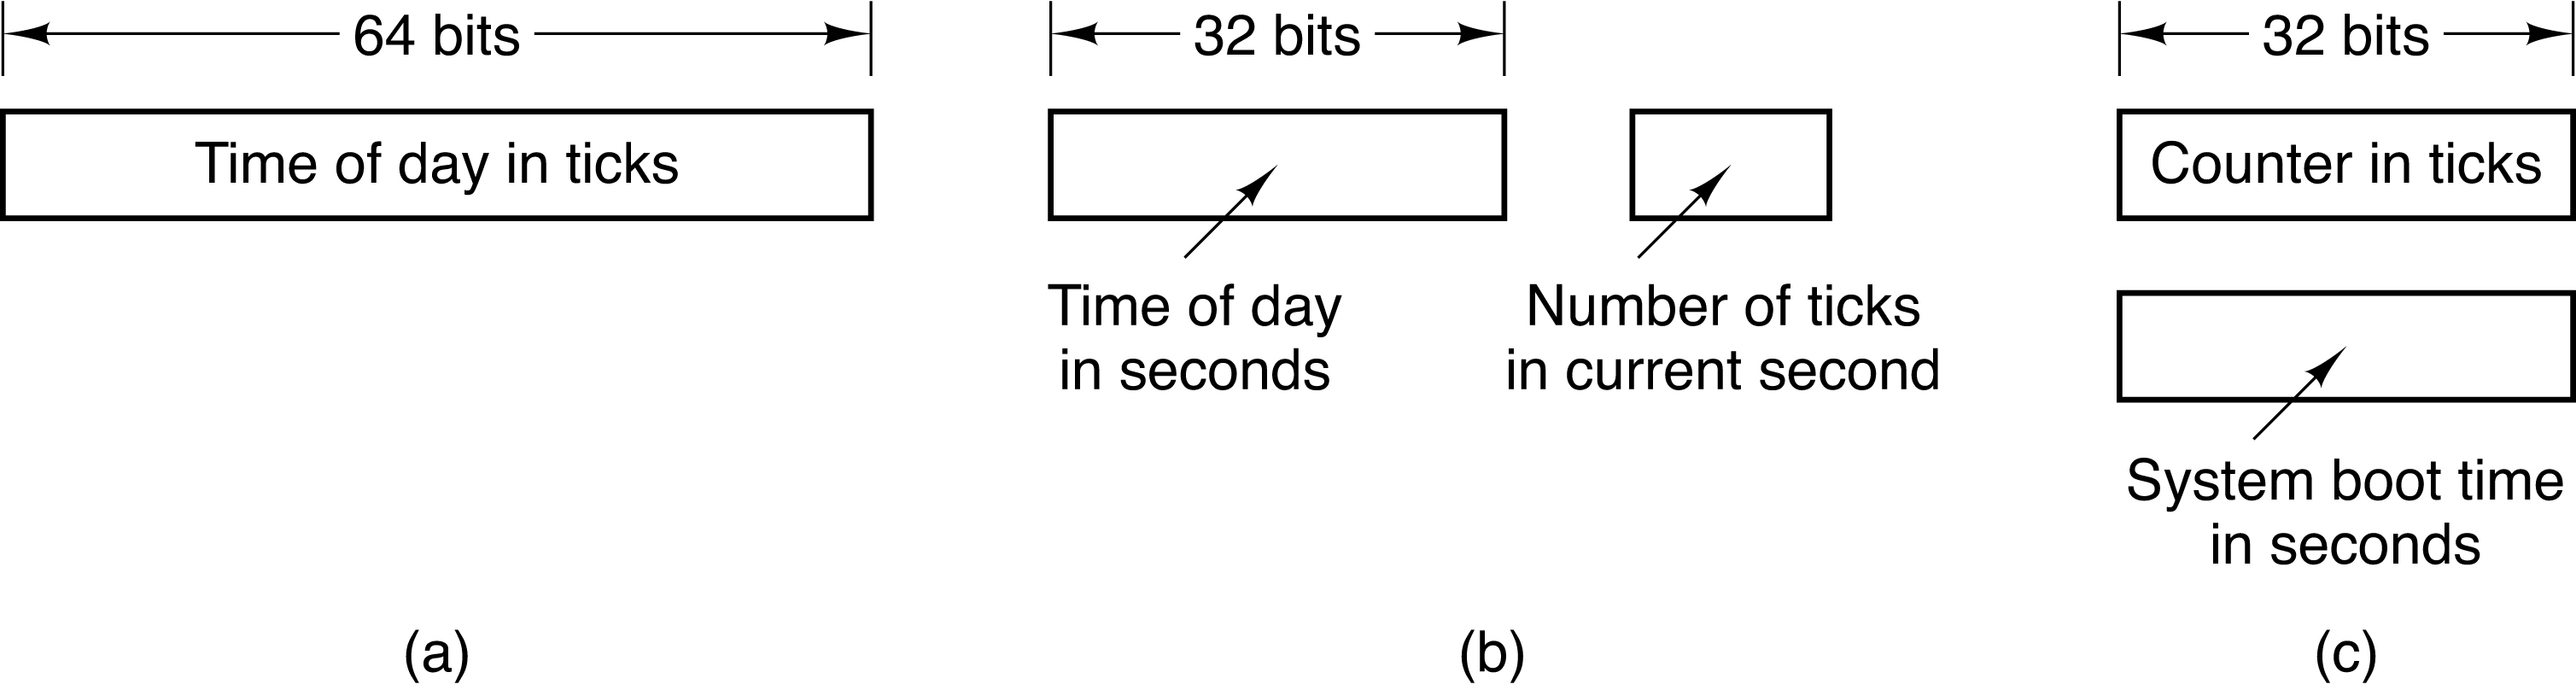 64 bits
Time of day in ticks
(a)
32 bits
Time of day
in seconds
Number of ticks
in current second
(b)
32 bits
Counter in ticks
System boot time
in seconds
(c)